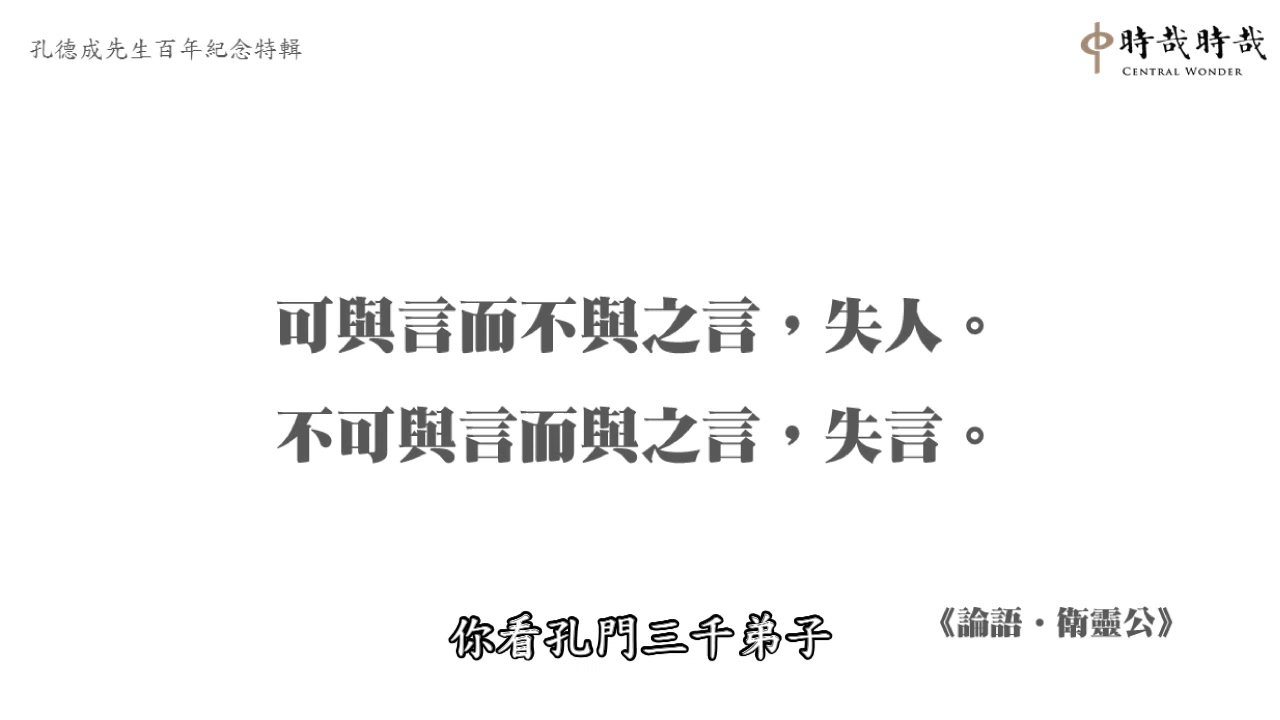 孔德成先生百年紀念特輯
時哉時哉
CENTRAL WONDER
可與言而不與之言，失人。
不可與言而與之言，失言。
《論語·衛靈公》
你看孔門三千弟子